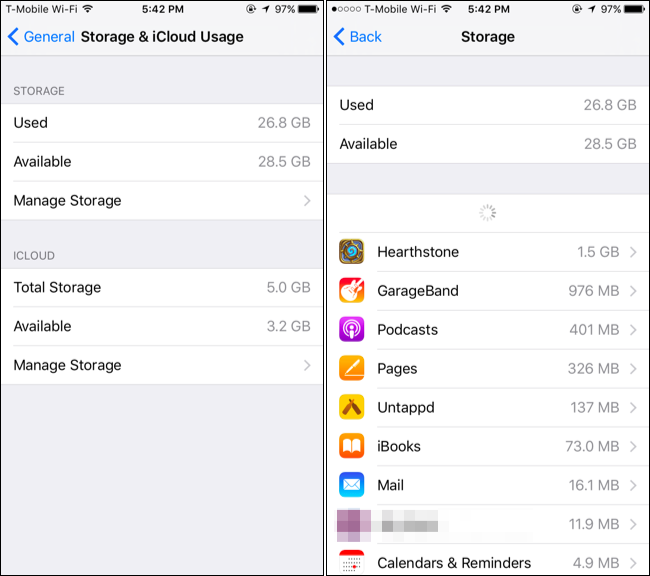 T-Mobile Wi-Fi 5:42 PM 97%
General Storage & iCloud Usage
STORAGE
Used 26.8 GB
Available 28.5 GB
Manage Storage
ICLOUD
Total Storage 5.0 GB
Available 3.2 GB
Manage Storage
T-Mobile Wi-Fi 5:42 PM 97%
Back Storage
Used 26.8 GB
Available 28.5 GB
Hearthstone 1.5 GB
GarageBand 976 MB
Podcasts 401 MB
Pages 326 MB
Untappd 137 MB
iBooks 73.0 MB
Mail 16.1 MB
11.9 MB
Calendars & Reminders 4.9 MB